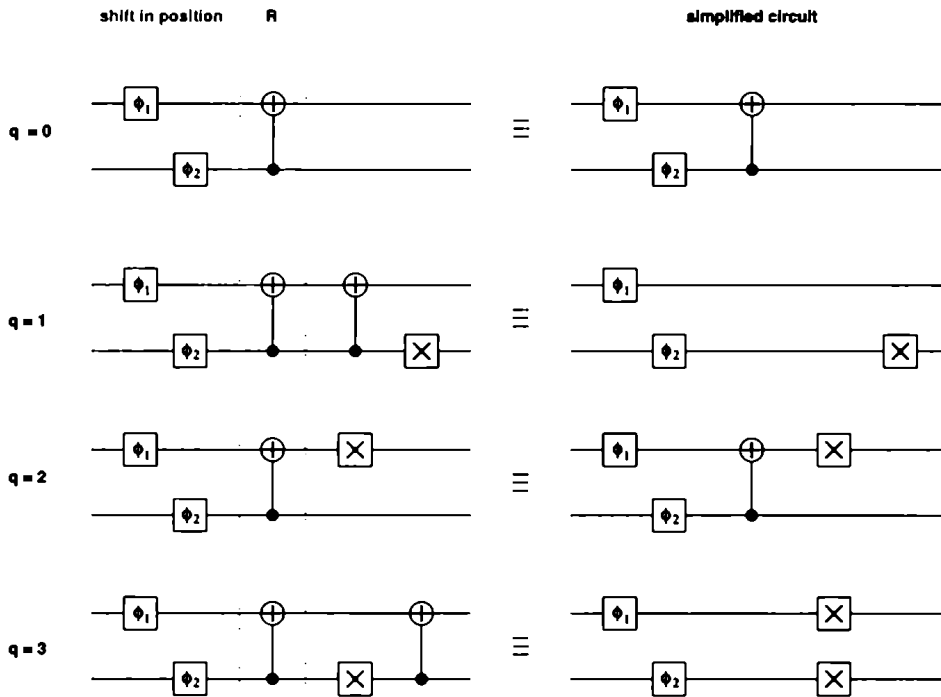 shift in position R simplified circuit
ϕ₁ ϕ₁
q = 0 ≡
ϕ₂ ϕ₂
ϕ₁ ϕ₁
q = 1 ≡
ϕ₂ X ϕ₂ X
ϕ₁ X ϕ₁ X
q = 2 ≡
ϕ₂ ϕ₂
ϕ₁ ϕ₁ X
q = 3 ≡
ϕ₂ X ϕ₂ X